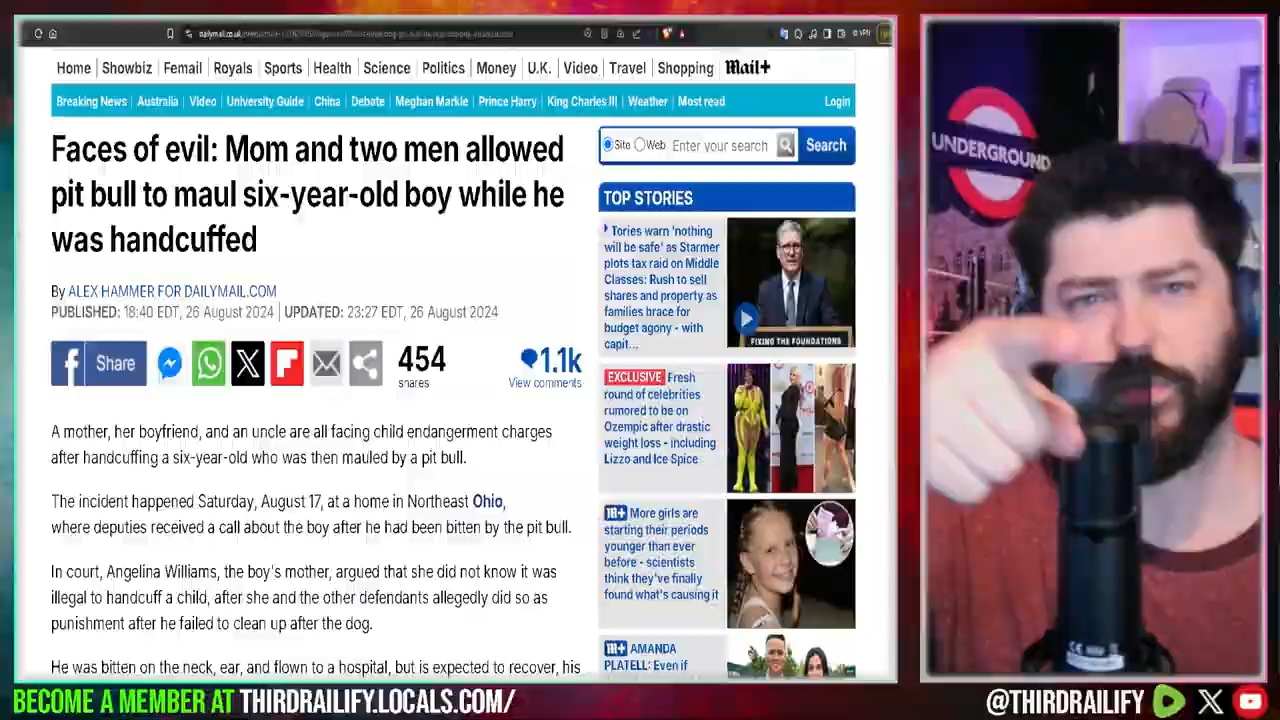 Home | Showbiz | Femail | Royals | Sports | Health | Science | Politics | Money | U.K. | Video | Travel | Shopping | Mail+
Breaking News | Australia | Video | University Guide | China | Debate | Meghan Markle | Prince Harry | King Charles III | Weather | Most read
Login
Faces of evil: Mom and two men allowed
pit bull to maul six-year-old boy while he
was handcuffed
By ALEX HAMMER FOR DAILYMAIL.COM
PUBLISHED: 18:40 EDT, 26 August 2024 | UPDATED: 23:27 EDT, 26 August 2024
Share
454
shares
1.1k
View comments
A mother, her boyfriend, and an uncle are all facing child endangerment charges
after handcuffing a six-year-old who was then mauled by a pit bull.
The incident happened Saturday, August 17, at a home in Northeast Ohio,
where deputies received a call about the boy after he had been bitten by the pit bull.
In court, Angelina Williams, the boy's mother, argued that she did not know it was
illegal to handcuff a child, after she and the other defendants allegedly did so as
punishment after he failed to clean up after the dog.
He was bitten on the neck, ear, and flown to a hospital, but is expected to recover, his
Site Web Enter your search Search
TOP STORIES
Tories warn 'nothing
will be safe' as Starmer
plots tax raid on Middle
Classes: Rush to sell
shares and property as
families brace for
budget agony - with
capit...
FIXING THE FOUNDATIONS
EXCLUSIVE Fresh
round of celebrities
rumored to be on
Ozempic after drastic
weight loss - including
Lizzo and Ice Spice
M+ More girls are
starting their periods
younger than ever
before - scientists
think they've finally
found what's causing it
M+ AMANDA
PLATELL: Even if
UNDERGROUND
BECOME A MEMBER AT THIRDRAILIFY.LOCALS.COM/
@THIRDRAILIFY